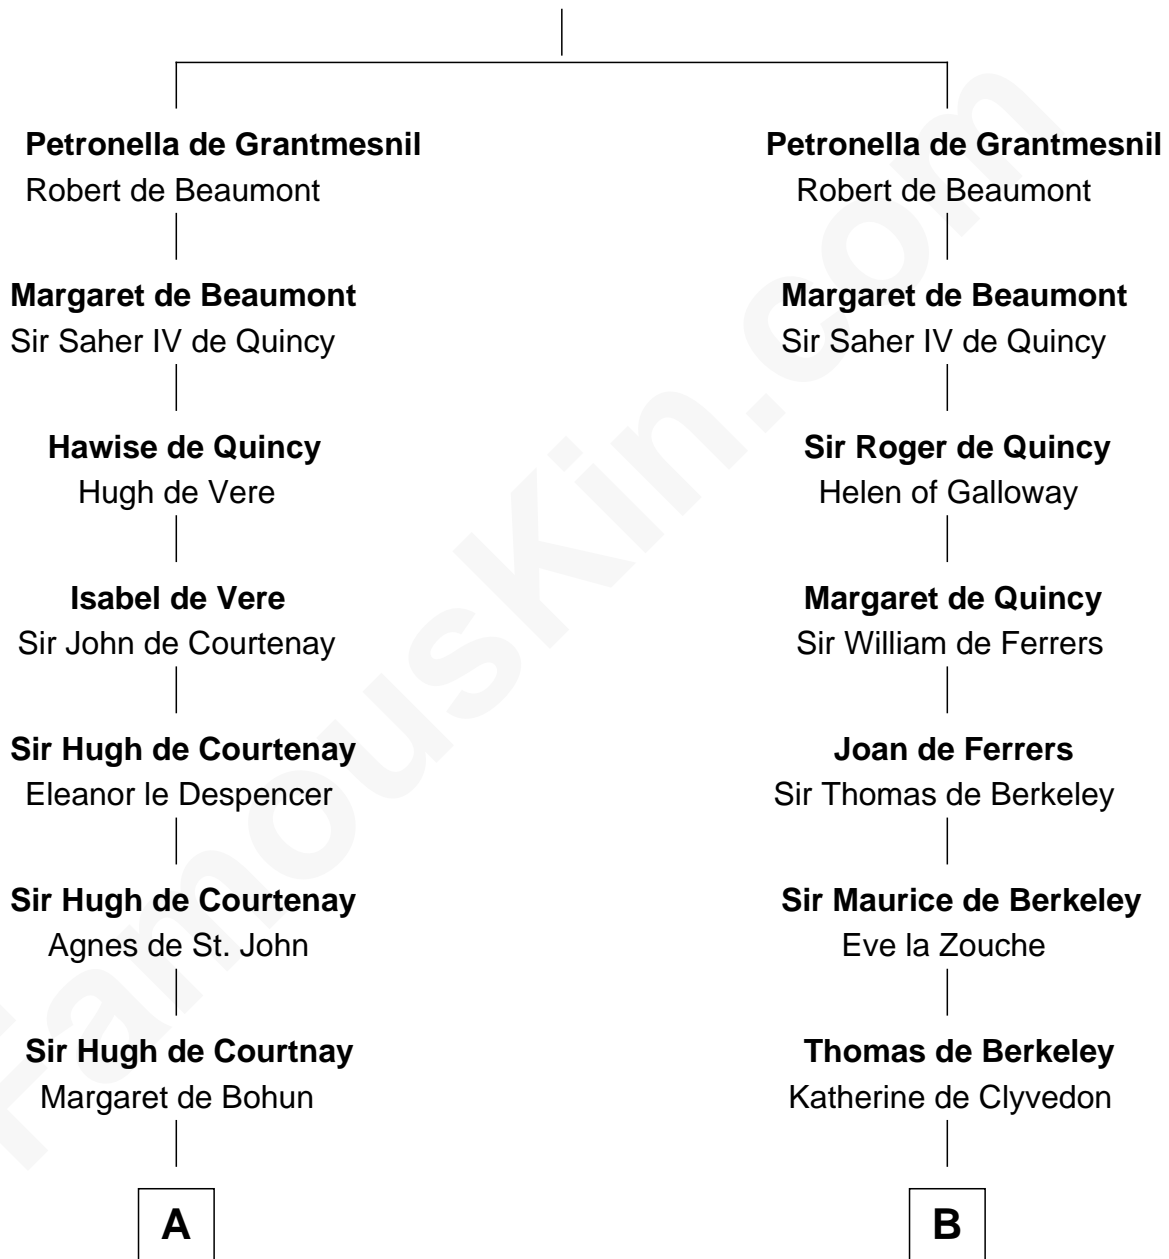 Petronella de Grantmesnil
Robert de Beaumont
Margaret de Beaumont
Sir Saher IV de Quincy
Hawise de Quincy
Hugh de Vere
Isabel de Vere
Sir John de Courtenay
Sir Hugh de Courtenay
Eleanor le Despencer
Sir Hugh de Courtenay
Agnes de St. John
Sir Hugh de Courtnay
Margaret de Bohun
A
Petronella de Grantmesnil
Robert de Beaumont
Margaret de Beaumont
Sir Saher IV de Quincy
Sir Roger de Quincy
Helen of Galloway
Margaret de Quincy
Sir William de Ferrers
Joan de Ferrers
Sir Thomas de Berkeley
Sir Maurice de Berkeley
Eve la Zouche
Thomas de Berkeley
Katherine de Clyvedon
B
FamousKin.com